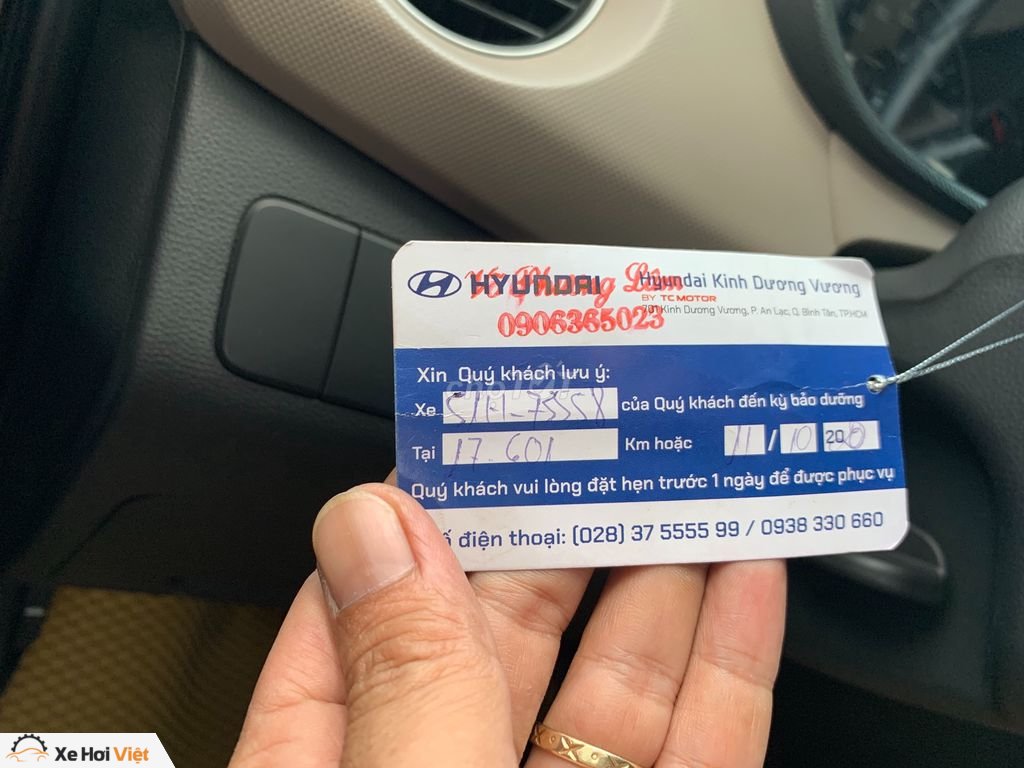 HYUNDAI
Hyundai Kinh Dương Vương
BY TC MOTOR
701 Kinh Dương Vương, P. An Lạc, Q. Bình Tân, TP.HCM
0906365023
Xin Quý khách lưu ý:
Xe của Quý khách đến kỳ bảo dưỡng
Tại 17.601 Km hoặc 11/10 20
Quý khách vui lòng đặt hẹn trước 1 ngày để được phục vụ
điện thoại: (028) 37 5555 99 / 0938 330 660
Xe Hơi Việt